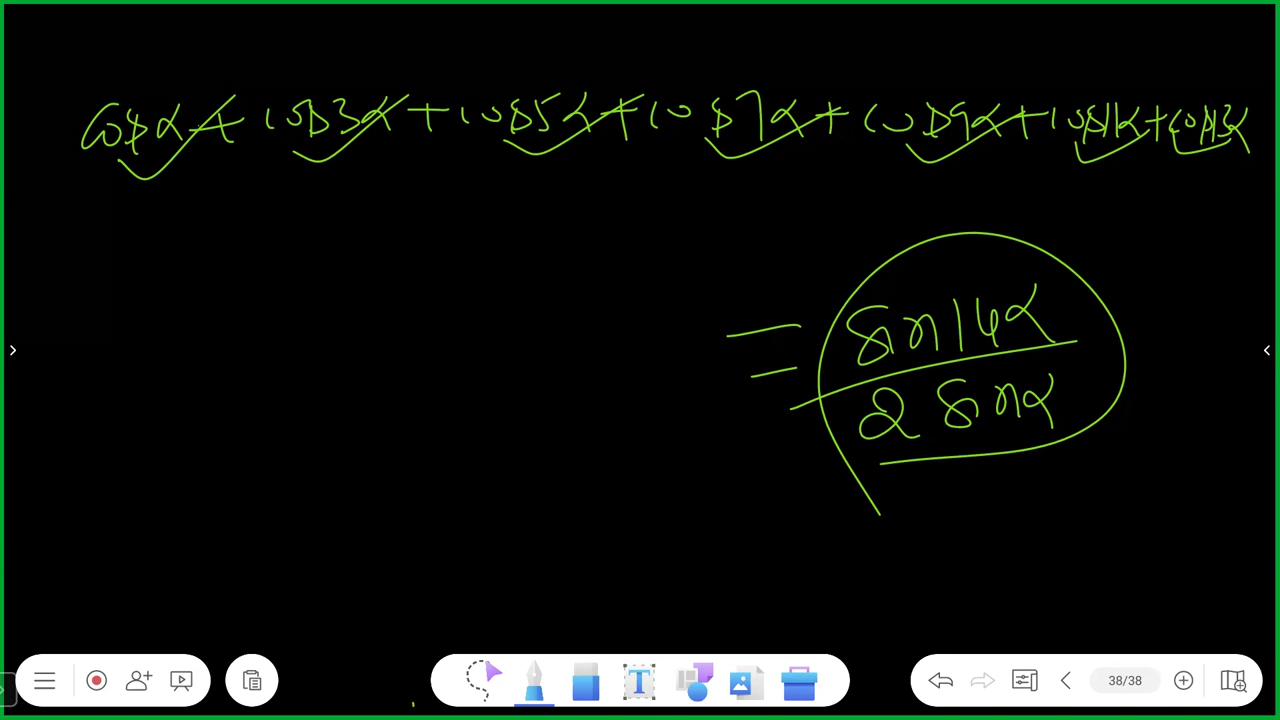 cosα + cos3α + cos5α + cos7α + cos9α + cos11α + cos13α
= sin14α
2 sinα
T
38/38